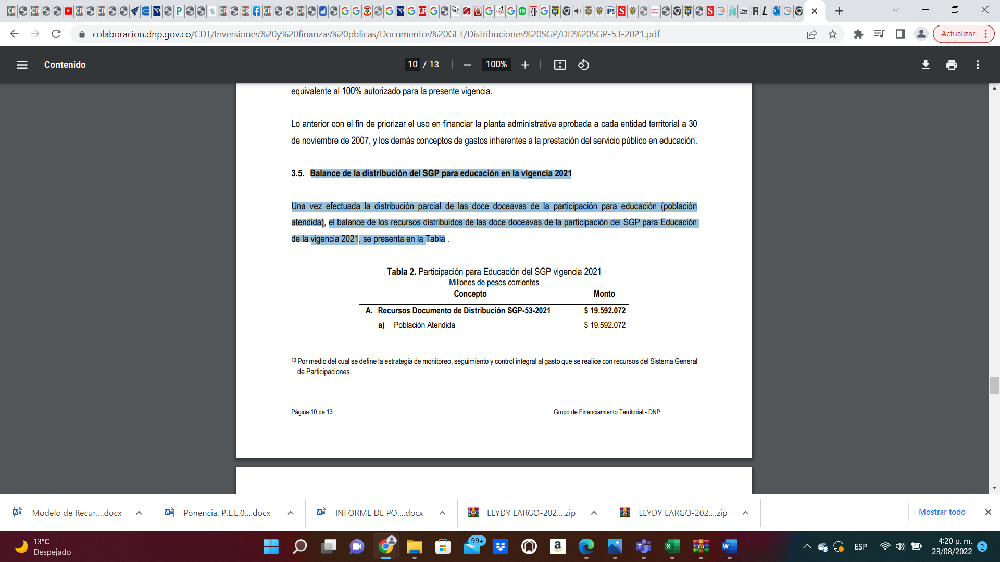 colaboracion.dnp.gov.co/CDT/Inversiones%20y%20finanzas%20pblicas/Documentos%20GFT/Distribuciones%20SGP/DD%20SGP-53-2021.pdf
Actualizar
Contenido
10 / 13
100%
equivalente al 100% autorizado para la presente vigencia.
Lo anterior con el fin de priorizar el uso en financiar la planta administrativa aprobada a cada entidad territorial a 30
de noviembre de 2007, y los demás conceptos de gastos inherentes a la prestación del servicio público en educación.
3.5. Balance de la distribución del SGP para educación en la vigencia 2021
Una vez efectuada la distribución parcial de las doce doceavas de la participación para educación (población
atendida), el balance de los recursos distribuidos de las doce doceavas de la participación del SGP para Educación
de la vigencia 2021, se presenta en la Tabla .
Tabla 2. Participación para Educación del SGP vigencia 2021
Millones de pesos corrientes
Concepto Monto
A. Recursos Documento de Distribución SGP-53-2021 $ 19.592.072
a) Población Atendida $ 19.592.072
13 Por medio del cual se define la estrategia de monitoreo, seguimiento y control integral al gasto que se realice con recursos del Sistema General
de Participaciones.
Página 10 de 13 Grupo de Financiamiento Territorial - DNP
Modelo de Recur....docx
Ponencia. P.L.E.0....docx
INFORME DE PO....docx
LEYDY LARGO-202....zip
LEYDY LARGO-202....zip
Mostrar todo
13°C
Despejado
99+
ESP
4:20 p. m.
23/08/2022
2